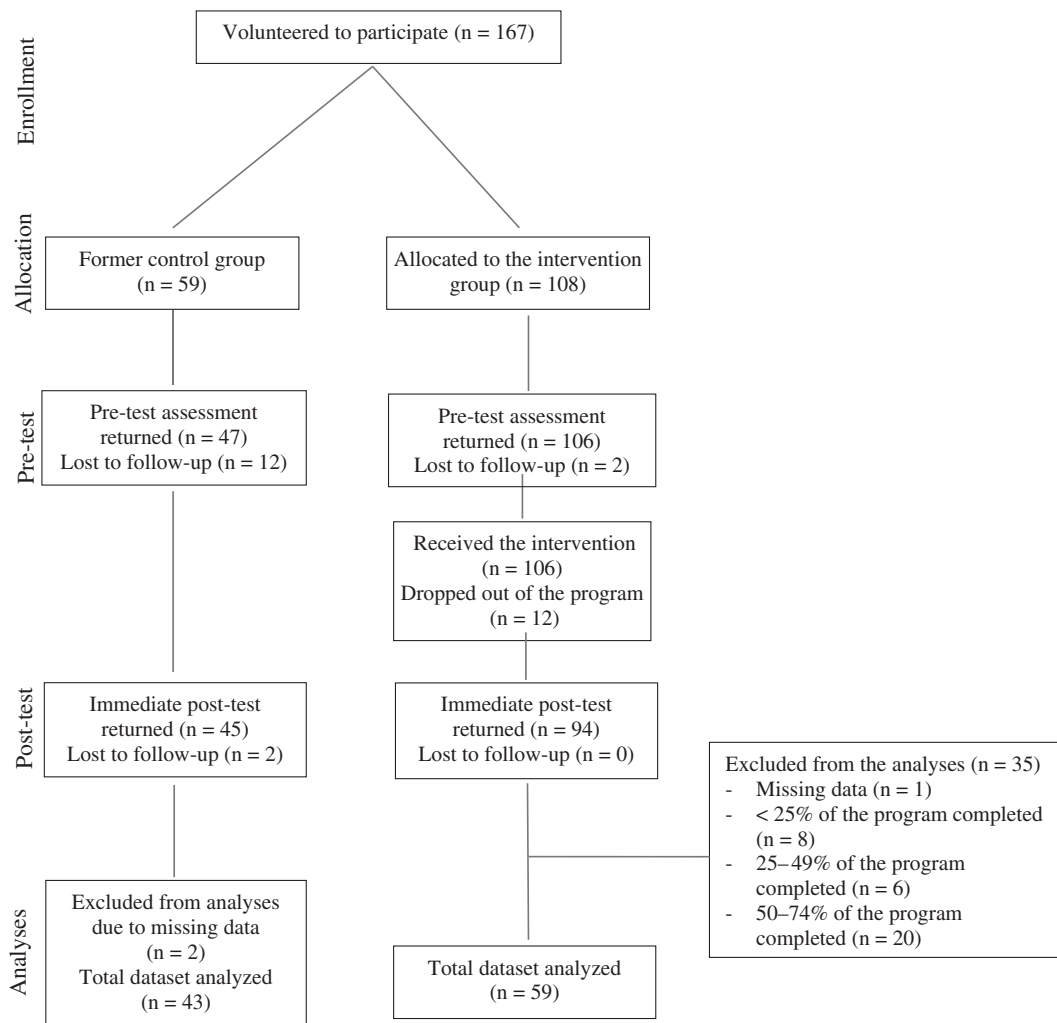 Enrollment
Volunteered to participate (n = 167)
Allocation
Former control group
(n = 59)
Allocated to the intervention
group (n = 108)
Pre-test
Pre-test assessment
returned (n = 47)
Lost to follow-up (n = 12)
Pre-test assessment
returned (n = 106)
Lost to follow-up (n = 2)
Received the intervention
(n = 106)
Dropped out of the program
(n = 12)
Post-test
Immediate post-test
returned (n = 45)
Lost to follow-up (n = 2)
Immediate post-test
returned (n = 94)
Lost to follow-up (n = 0)
Excluded from the analyses (n = 35)
- Missing data (n = 1)
- < 25% of the program completed
(n = 8)
- 25–49% of the program
completed (n = 6)
- 50–74% of the program
completed (n = 20)
Analyses
Excluded from analyses
due to missing data
(n = 2)
Total dataset analyzed
(n = 43)
Total dataset analyzed
(n = 59)